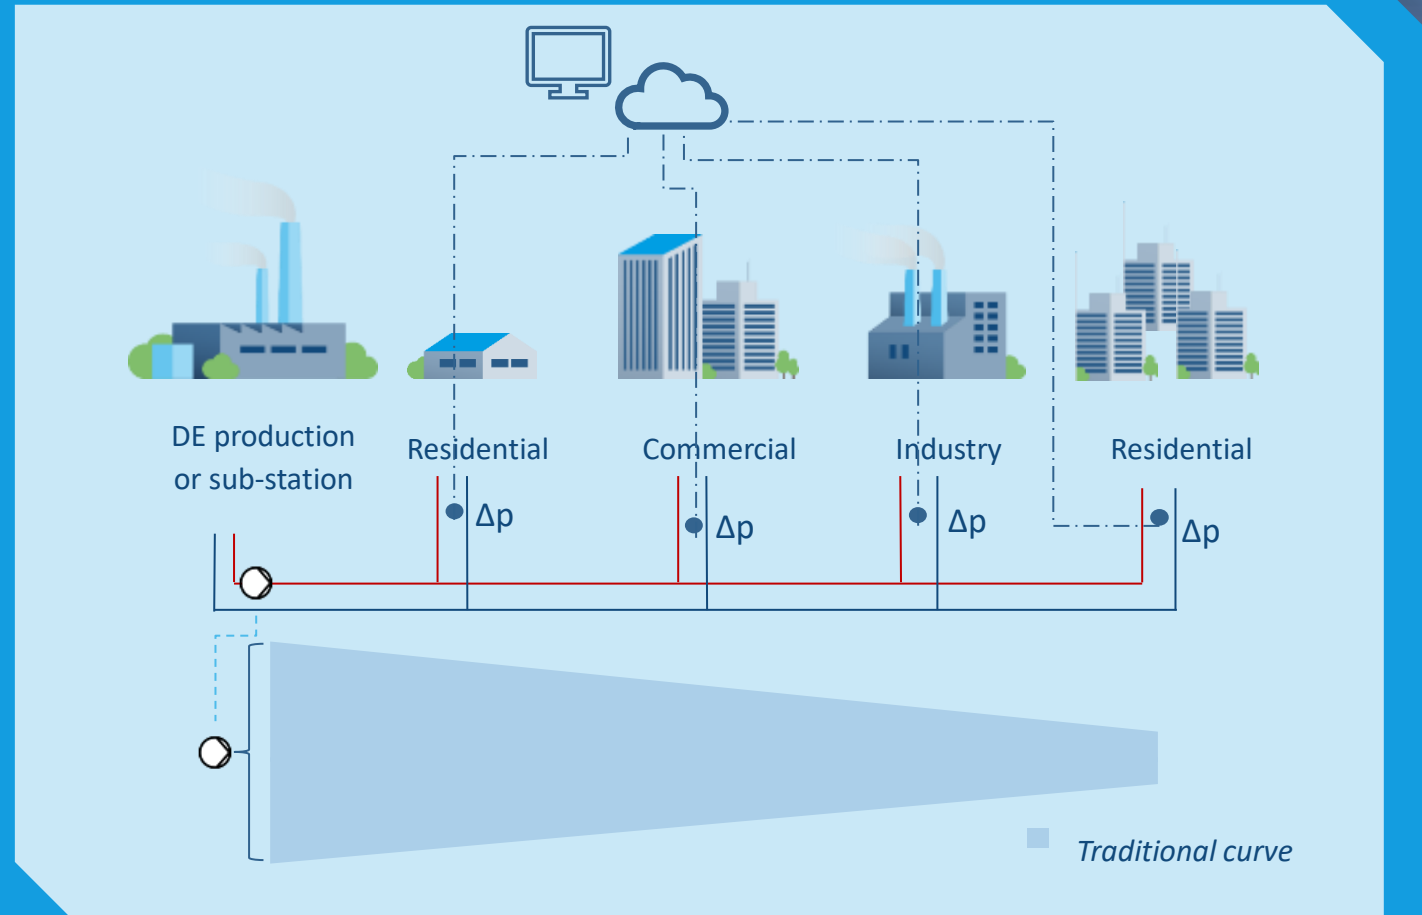 DE production
or sub-station
Residential
Commercial
Industry
Residential
Δp
Δp
Δp
Δp
Traditional curve